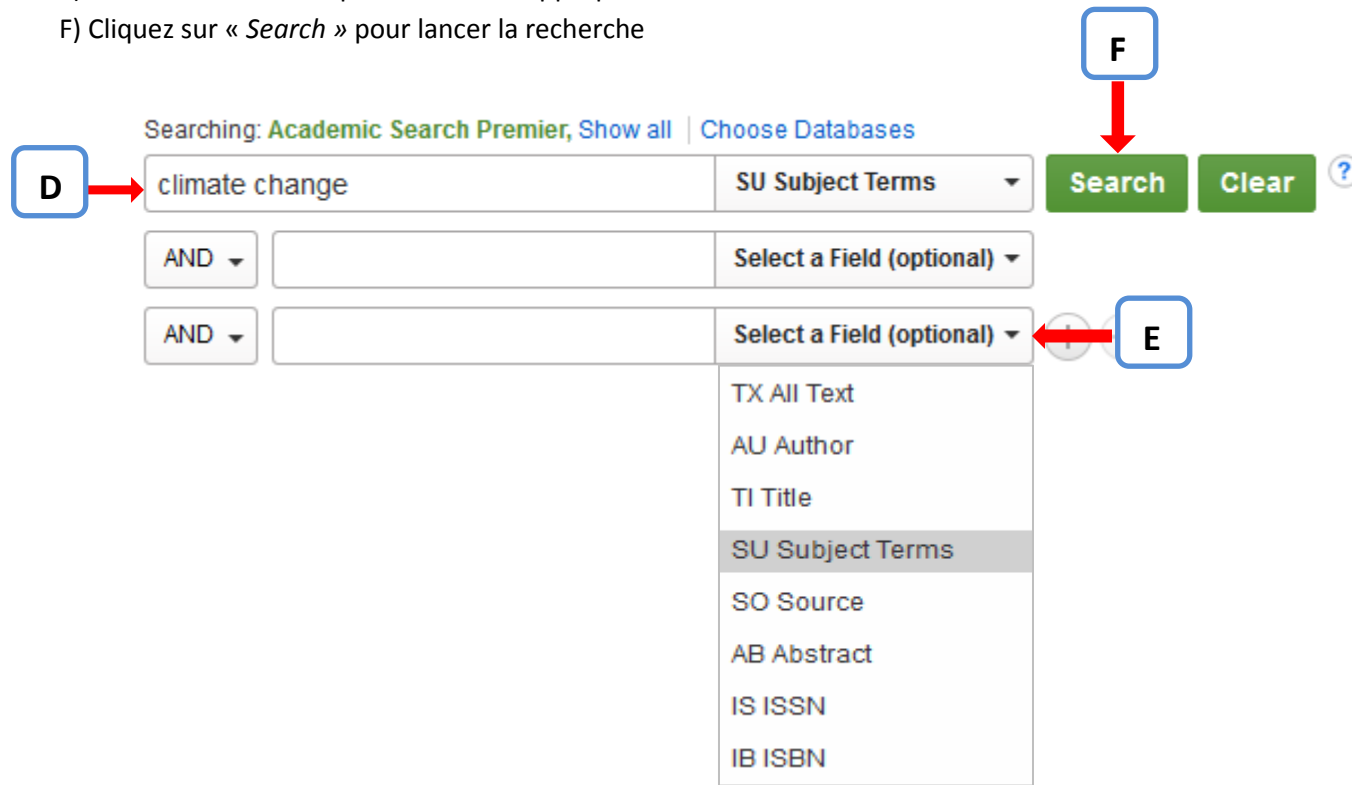 F) Cliquez sur « Search » pour lancer la recherche
F
Searching: Academic Search Premier, Show all | Choose Databases
D climate change SU Subject Terms Search Clear ?
AND Select a Field (optional)
AND Select a Field (optional) + E
TX All Text
AU Author
TI Title
SU Subject Terms
SO Source
AB Abstract
IS ISSN
IB ISBN